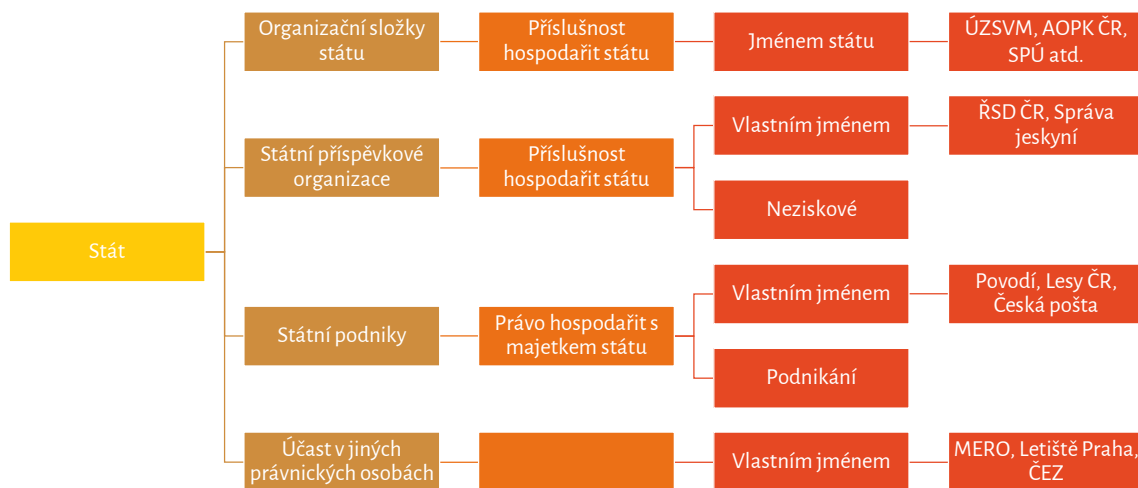 Organizační složky
státu
Příslušnost
hospodařit státu
Jménem státu
ÚZSVM, AOPK ČR,
SPÚ atd.
Státní příspěvkové
organizace
Příslušnost
hospodařit státu
Vlastním jménem
ŘSD ČR, Správa
jeskyní
Neziskové
Stát
Státní podniky
Právo hospodařit s
majetkem státu
Vlastním jménem
Povodí, Lesy ČR,
Česká pošta
Podnikání
Účast v jiných
právnických osobách
Vlastním jménem
MERO, Letiště Praha,
ČEZ